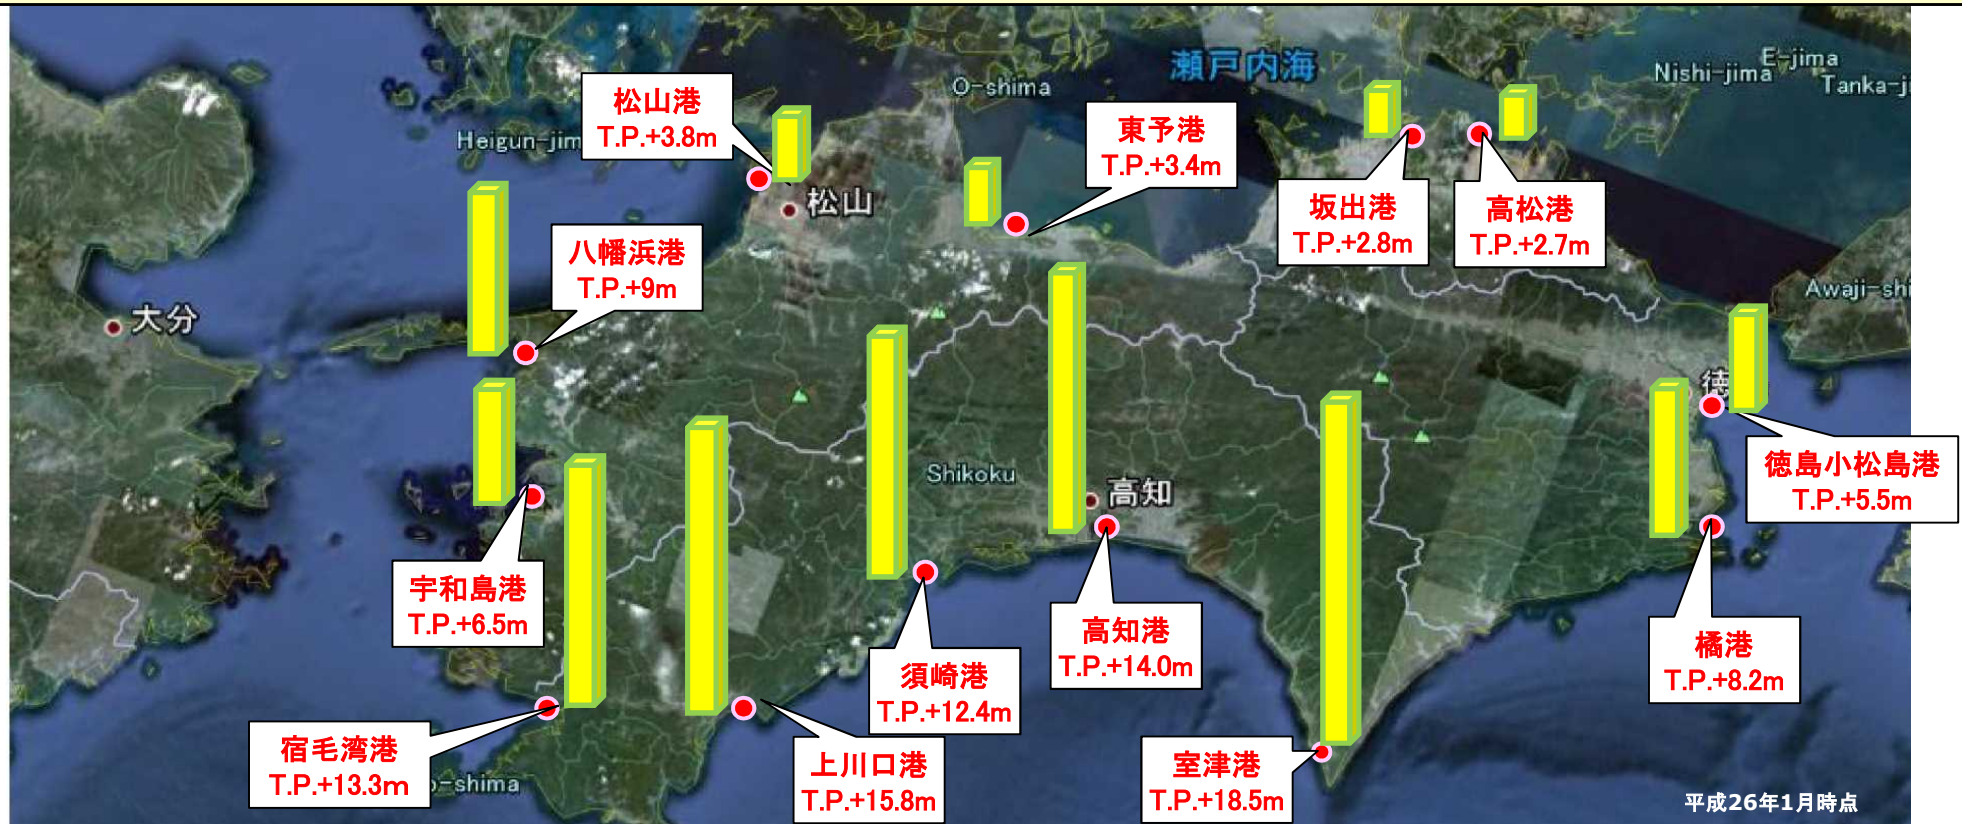 瀬戸内海
E-jima
Nishi-jima
Tanka-ji
O-shima
松山港
T.P.+3.8m
Heigun-jim
東予港
T.P.+3.4m
松山
坂出港
T.P.+2.8m
高松港
T.P.+2.7m
八幡浜港
T.P.+9m
Awaji-shi
大分
徳
Shikoku
高知
徳島小松島港
T.P.+5.5m
宇和島港
T.P.+6.5m
高知港
T.P.+14.0m
橘港
T.P.+8.2m
須崎港
T.P.+12.4m
宿毛湾港
T.P.+13.3m
上川口港
T.P.+15.8m
室津港
T.P.+18.5m
o-shima
平成26年1月時点